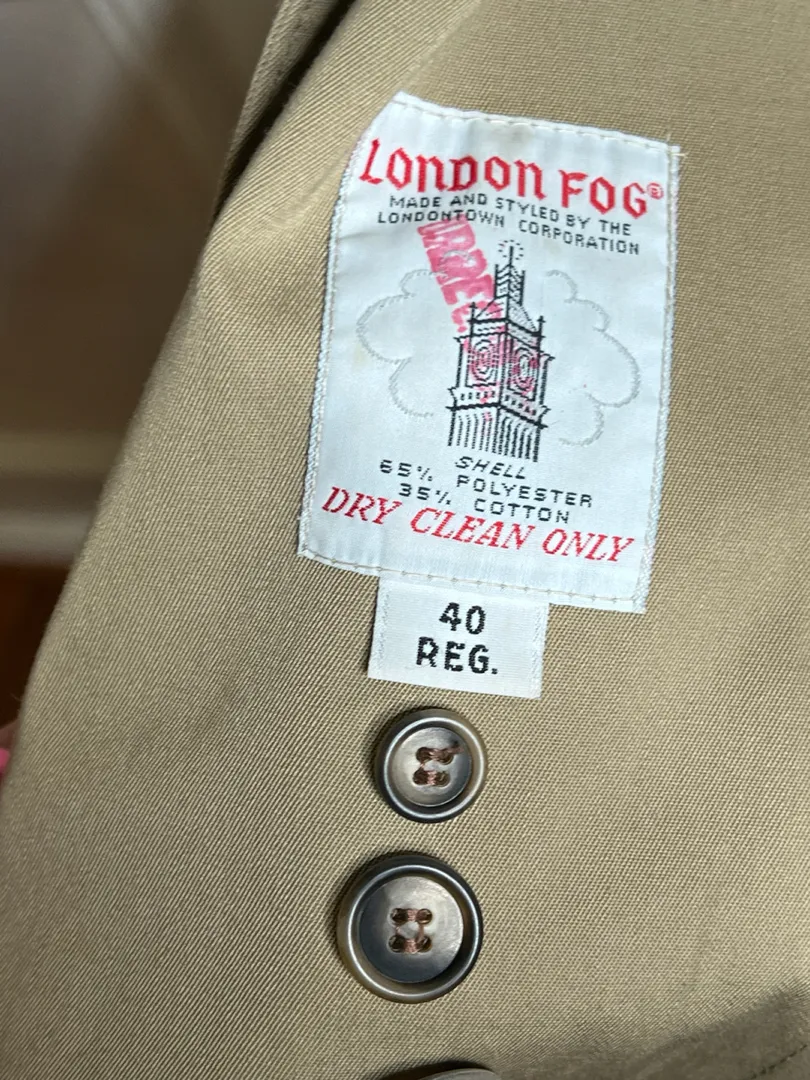 LONDON FOG®
MADE AND STYLED BY THE
LONDONTOWN CORPORATION
IRREG.
SHELL
65% POLYESTER
35% COTTON
DRY CLEAN ONLY
40
REG.